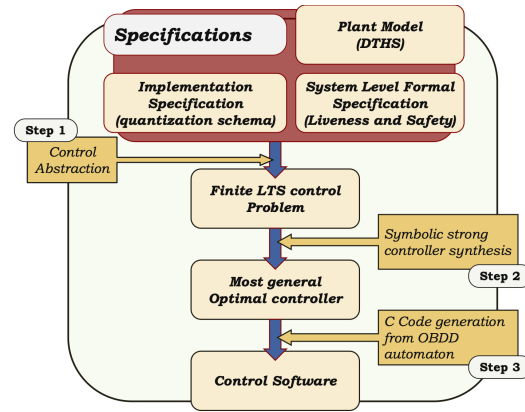 Specifications
Plant Model
(DTHS)
Implementation
Specification
(quantization schema)
System Level Formal
Specification
(Liveness and Safety)
Step 1
Control
Abstraction
Finite LTS control
Problem
Symbolic strong
controller synthesis
Step 2
Most general
Optimal controller
C Code generation
from OBDD
automaton
Step 3
Control Software